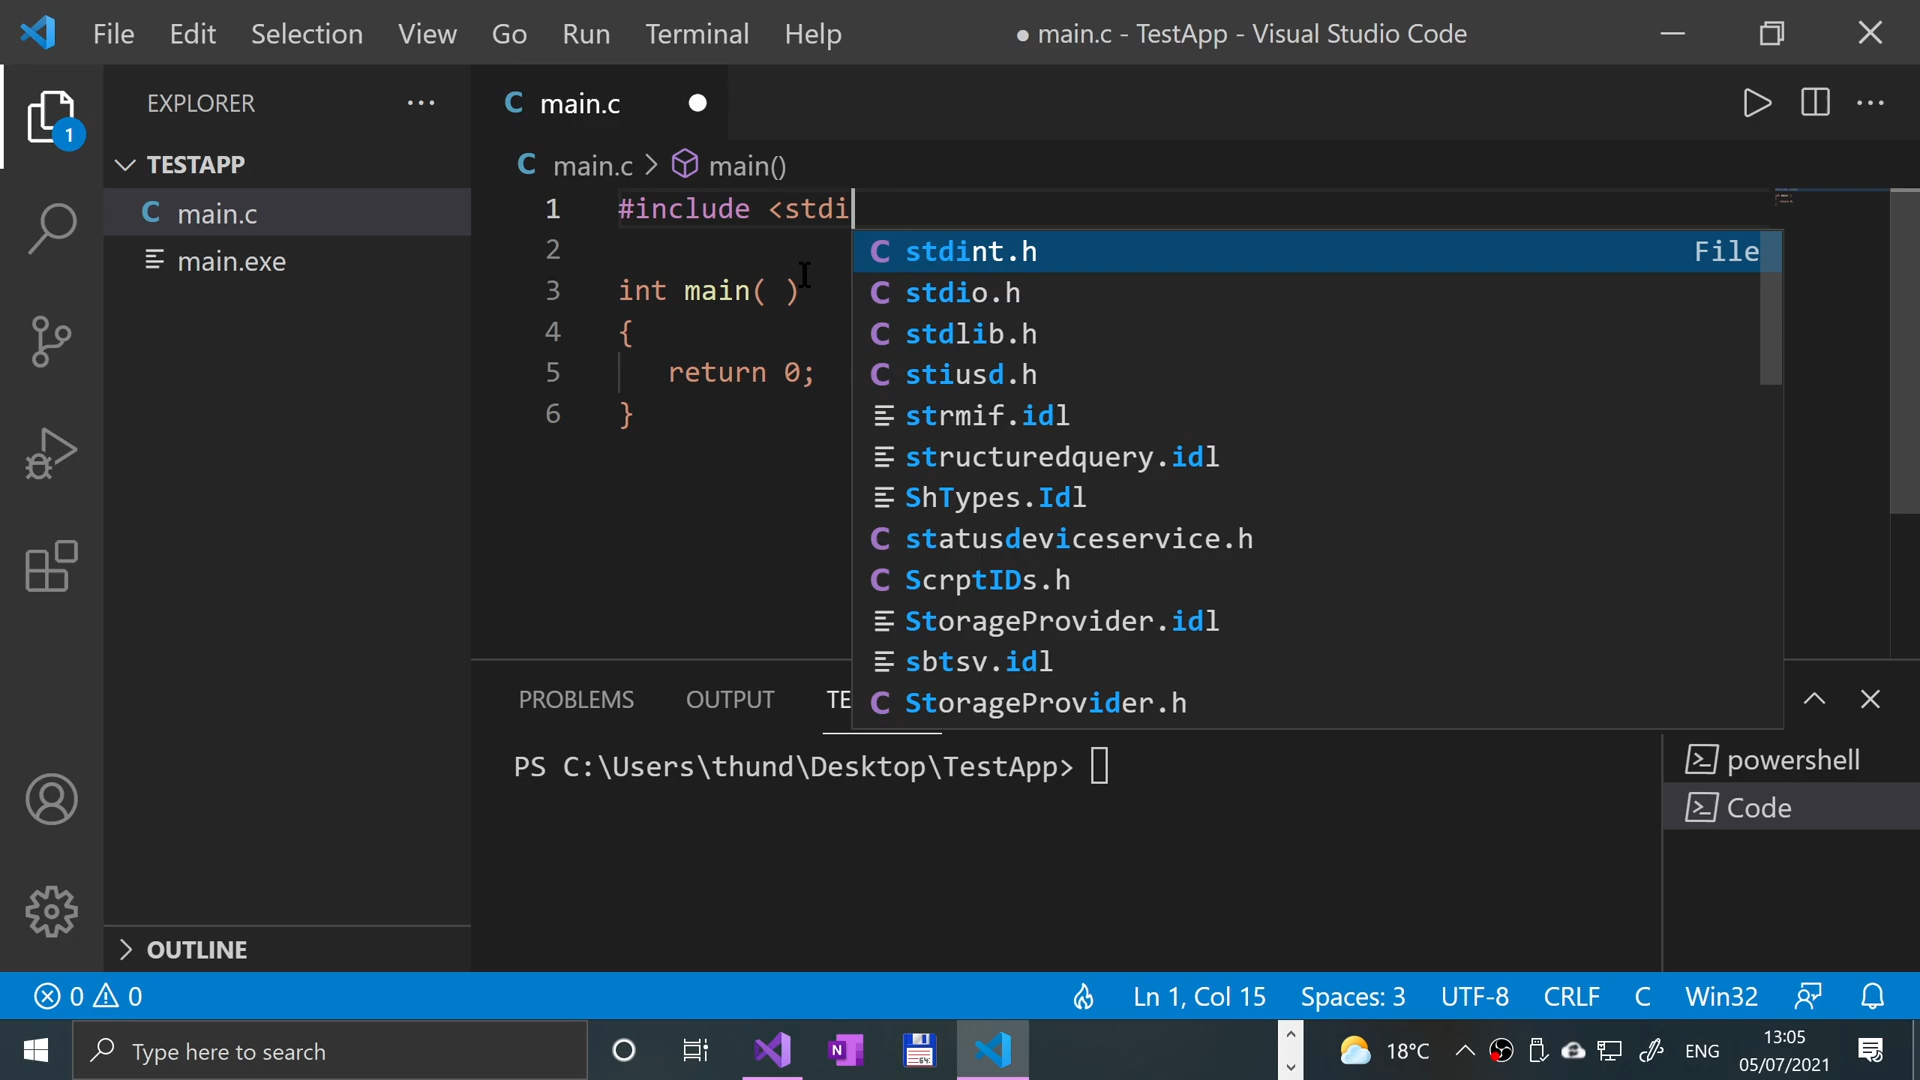 File Edit Selection View Go Run Terminal Help ● main.c - TestApp - Visual Studio Code
EXPLORER ···
C main.c
1
TESTAPP
C main.c > main()
C main.c
main.exe
1 #include <stdi
2
3 int main( )
4 {
5 return 0;
6 }
C stdint.h File
C stdio.h
C stdlib.h
C stiusd.h
strmif.idl
structuredquery.idl
ShTypes.Idl
C statusdeviceservice.h
C ScrptIDs.h
StorageProvider.idl
sbtsv.idl
C StorageProvider.h
PROBLEMS OUTPUT TE
PS C:\Users\thund\Desktop\TestApp>
powershell
Code
OUTLINE
0 0 Ln 1, Col 15 Spaces: 3 UTF-8 CRLF C Win32
Type here to search
N
64
18°C ENG
13:05
05/07/2021